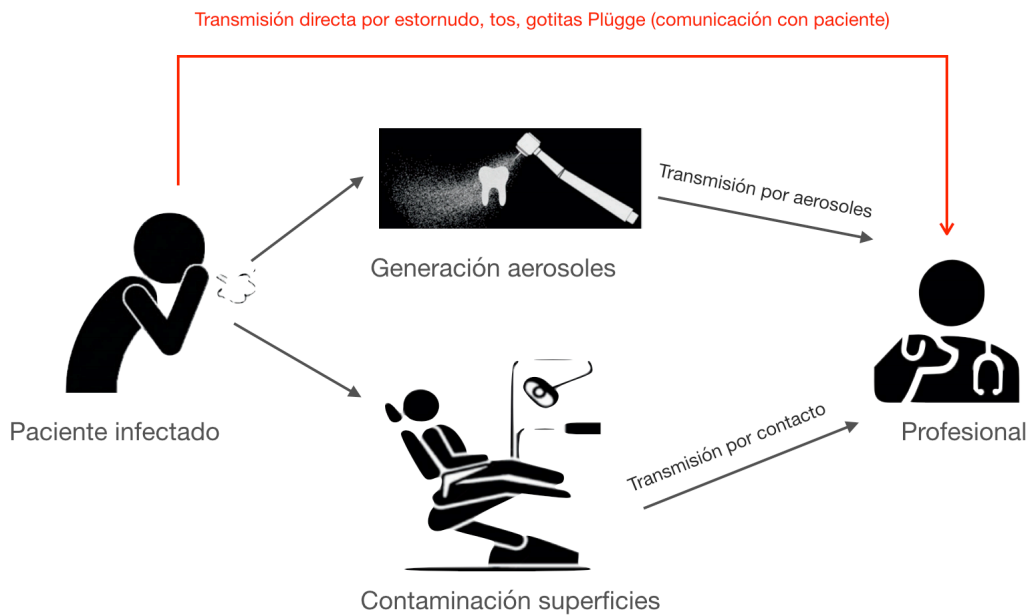 Transmisión directa por estornudo, tos, gotitas Plügge (comunicación con paciente)
Transmisión por aerosoles
Generación aerosoles
Paciente infectado
Transmisión por contacto
Profesional
Contaminación superficies